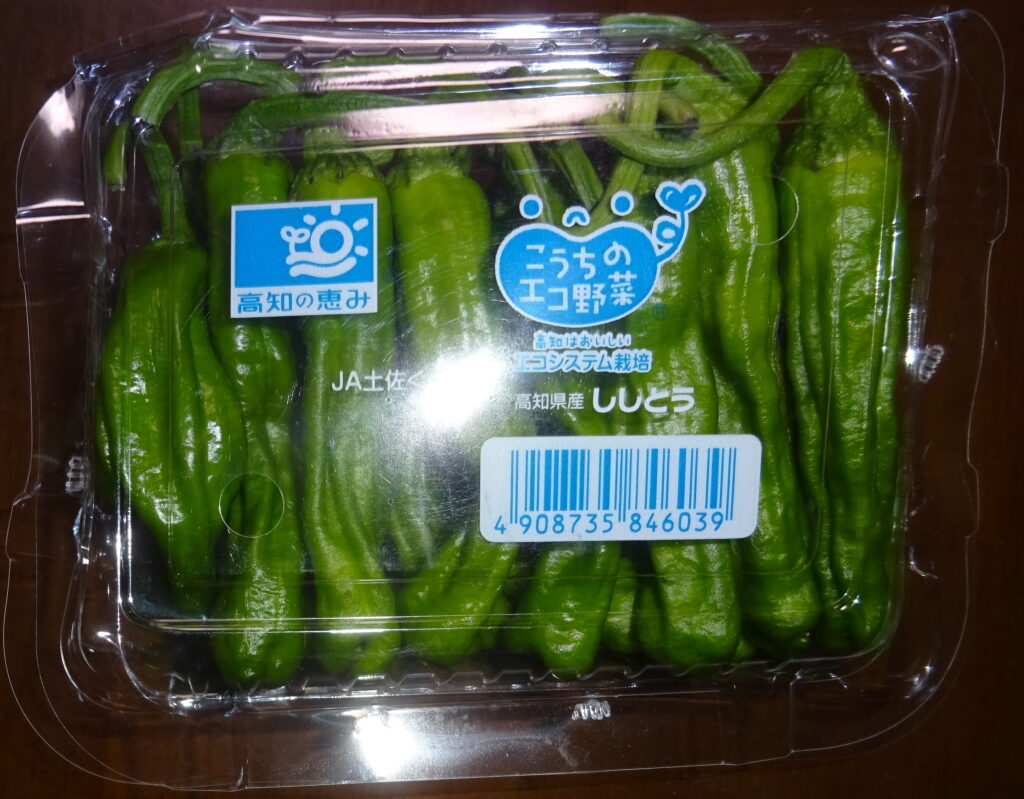 高知の恵み
こうちの
エコ野菜
®
高知はおいしい
エコシステム栽培
JA土佐く
高知県産 ししとう
4 908735 846039